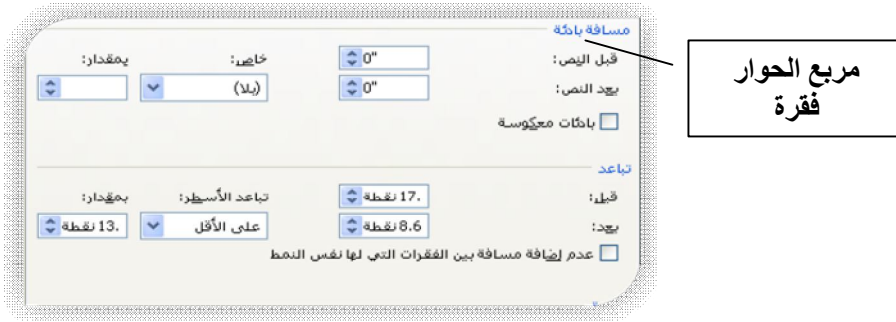 مسافة بادئة
قبل النص: 0" خاص: بمقدار:
بعد النص: 0" (بلا)
بادئات معكوسة
تباعد
قبل: 17. نقطة تباعد الأسطر: بمقدار:
بعد: 8.6 نقطة على الأقل 13. نقطة
عدم إضافة مسافة بين الفقرات التي لها نفس النمط
مربع الحوار
فقرة